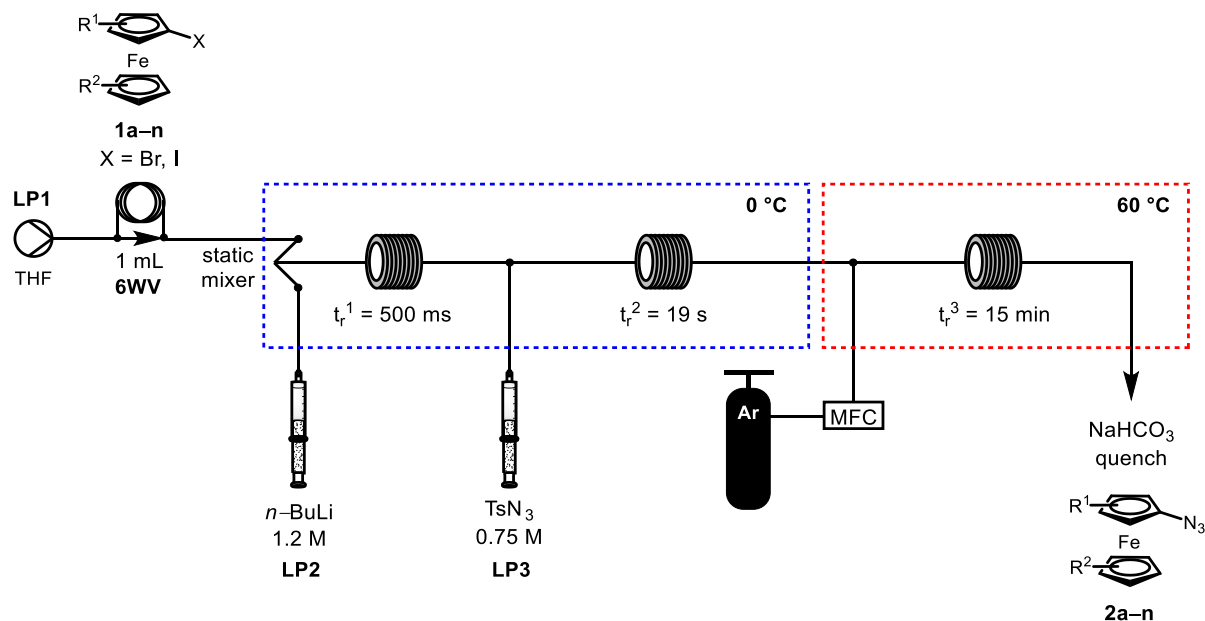 R¹
X
Fe
R²
1a–n
X = Br, I
LP1
THF
1 mL
6WV
static
mixer
0 °C
60 °C
tᵣ¹ = 500 ms
tᵣ² = 19 s
tᵣ³ = 15 min
n–BuLi
1.2 M
LP2
TsN₃
0.75 M
LP3
Ar
MFC
NaHCO₃
quench
R¹
N₃
Fe
R²
2a–n